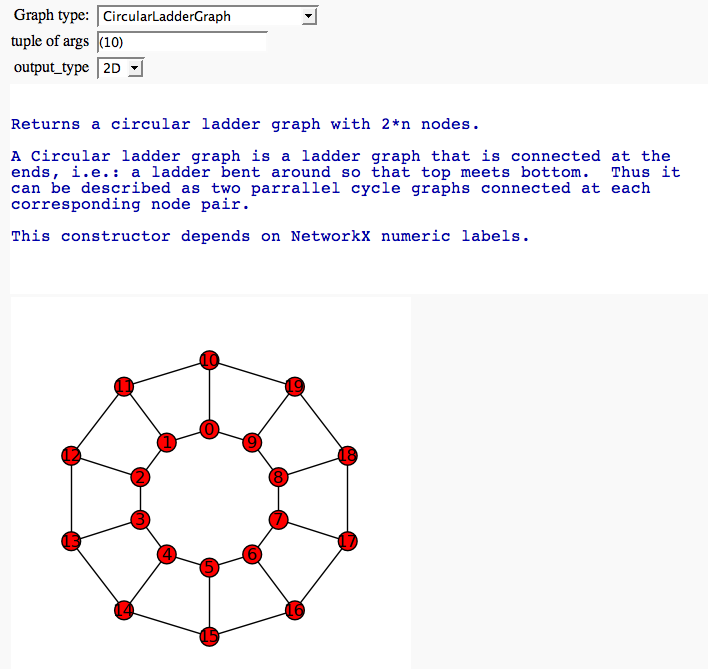 Graph type: CircularLadderGraph
tuple of args (10)
output_type 2D
Returns a circular ladder graph with 2*n nodes.
A Circular ladder graph is a ladder graph that is connected at the
ends, i.e.: a ladder bent around so that top meets bottom.  Thus it
can be described as two parrallel cycle graphs connected at each
corresponding node pair.
This constructor depends on NetworkX numeric labels.
10
11 19
0
1 9
12 18
2 8
3 7
13 17
4 6
5
14 16
15